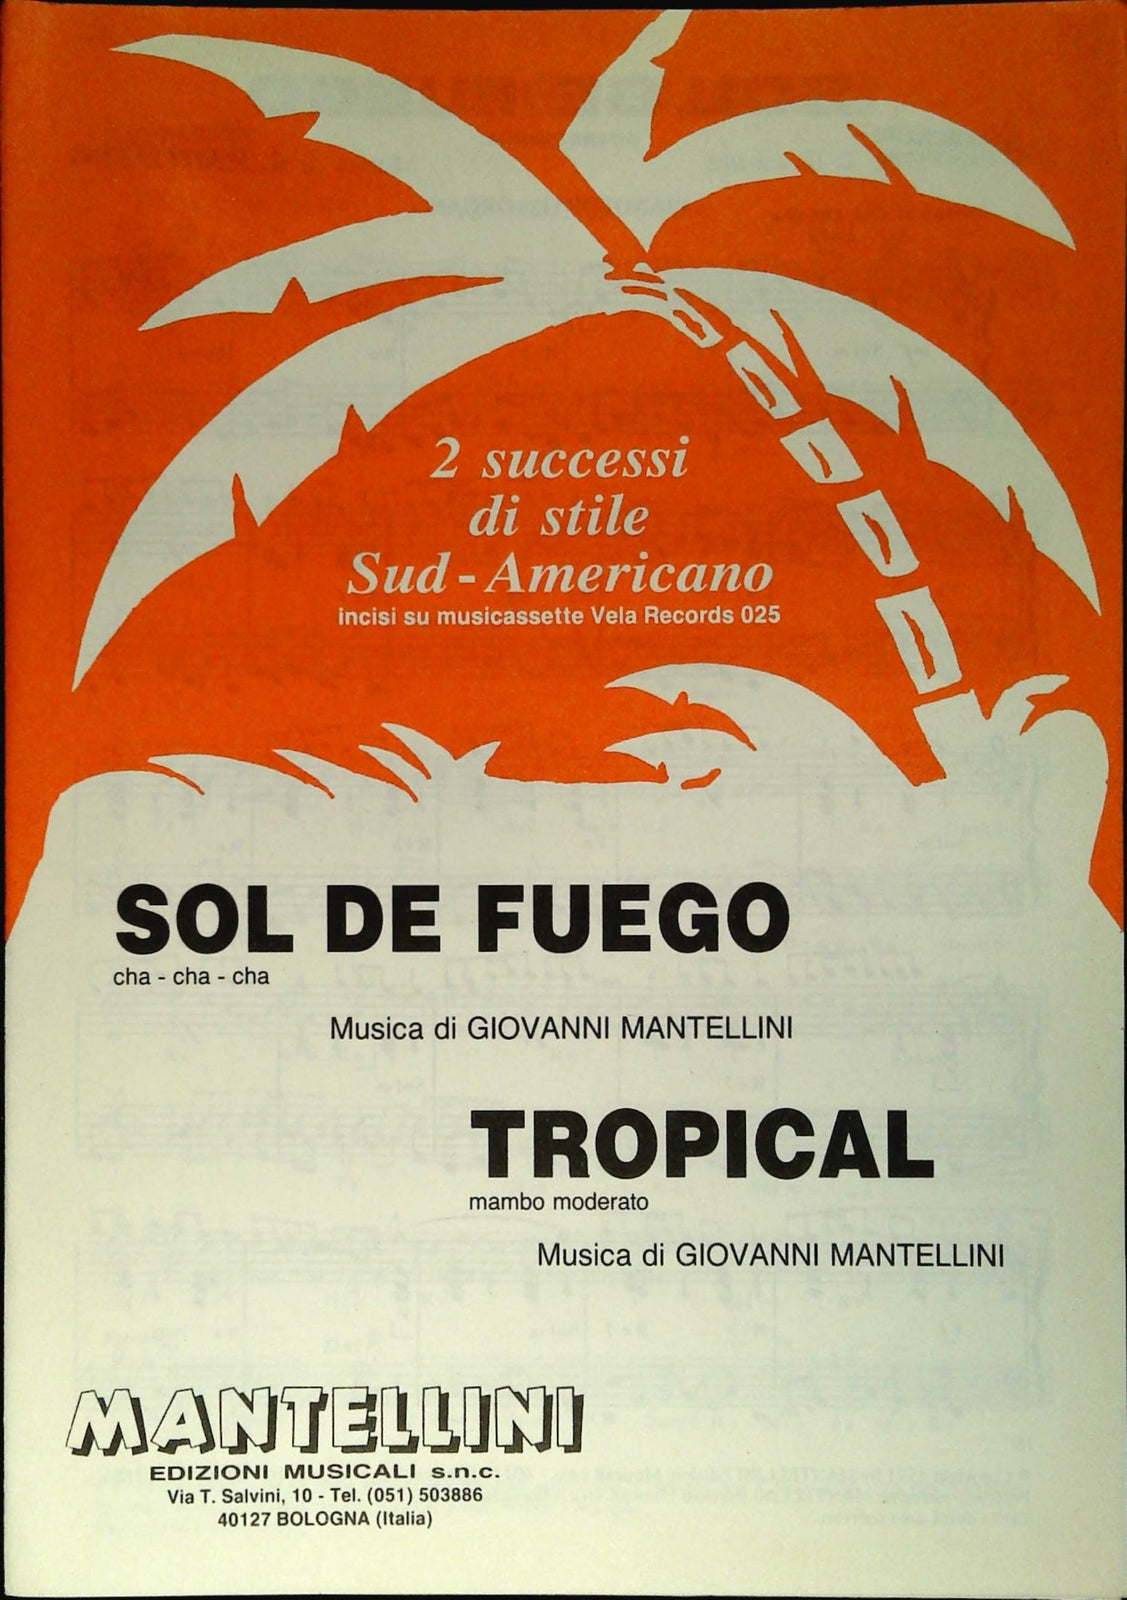 2 successi
di stile
Sud - Americano
incisi su musicassette Vela Records 025
SOL DE FUEGO
cha - cha - cha
Musica di GIOVANNI MANTELLINI
TROPICAL
mambo moderato
Musica di GIOVANNI MANTELLINI
MANTELLINI
EDIZIONI MUSICALI s.n.c.
Via T. Salvini, 10 - Tel. (051) 503886
40127 BOLOGNA (Italia)